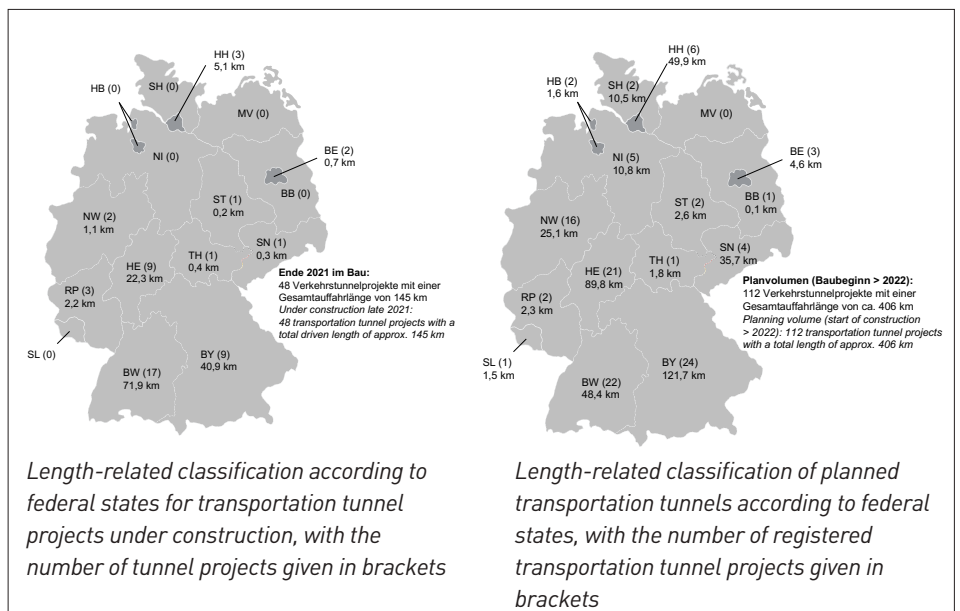 HH (3)
5,1 km
SH (0)
HB (0)
MV (0)
NI (0)
BE (2)
0,7 km
ST (1)
0,2 km
BB (0)
NW (2)
1,1 km
SN (1)
0,3 km
TH (1)
0,4 km
HE (9)
22,3 km
RP (3)
2,2 km
Ende 2021 im Bau:
48 Verkehrstunnelprojekte mit einer
Gesamtauffahrlänge von 145 km
Under construction late 2021:
48 transportation tunnel projects with a
total driven length of approx. 145 km
SL (0)
BY (9)
40,9 km
BW (17)
71,9 km
Length-related classification according to
federal states for transportation tunnel
projects under construction, with the
number of tunnel projects given in brackets
HH (6)
49,9 km
HB (2)
1,6 km
SH (2)
10,5 km
MV (0)
BE (3)
4,6 km
NI (5)
10,8 km
ST (2)
2,6 km
BB (1)
0,1 km
NW (16)
25,1 km
SN (4)
35,7 km
TH (1)
1,8 km
HE (21)
89,8 km
RP (2)
2,3 km
Planvolumen (Baubeginn > 2022):
112 Verkehrstunnelprojekte mit einer
Gesamtauffahrlänge von ca. 406 km
Planning volume (start of construction
> 2022): 112 transportation tunnel projects
with a total length of approx. 406 km
SL (1)
1,5 km
BY (24)
121,7 km
BW (22)
48,4 km
Length-related classification of planned
transportation tunnels according to federal
states, with the number of registered
transportation tunnel projects given in
brackets